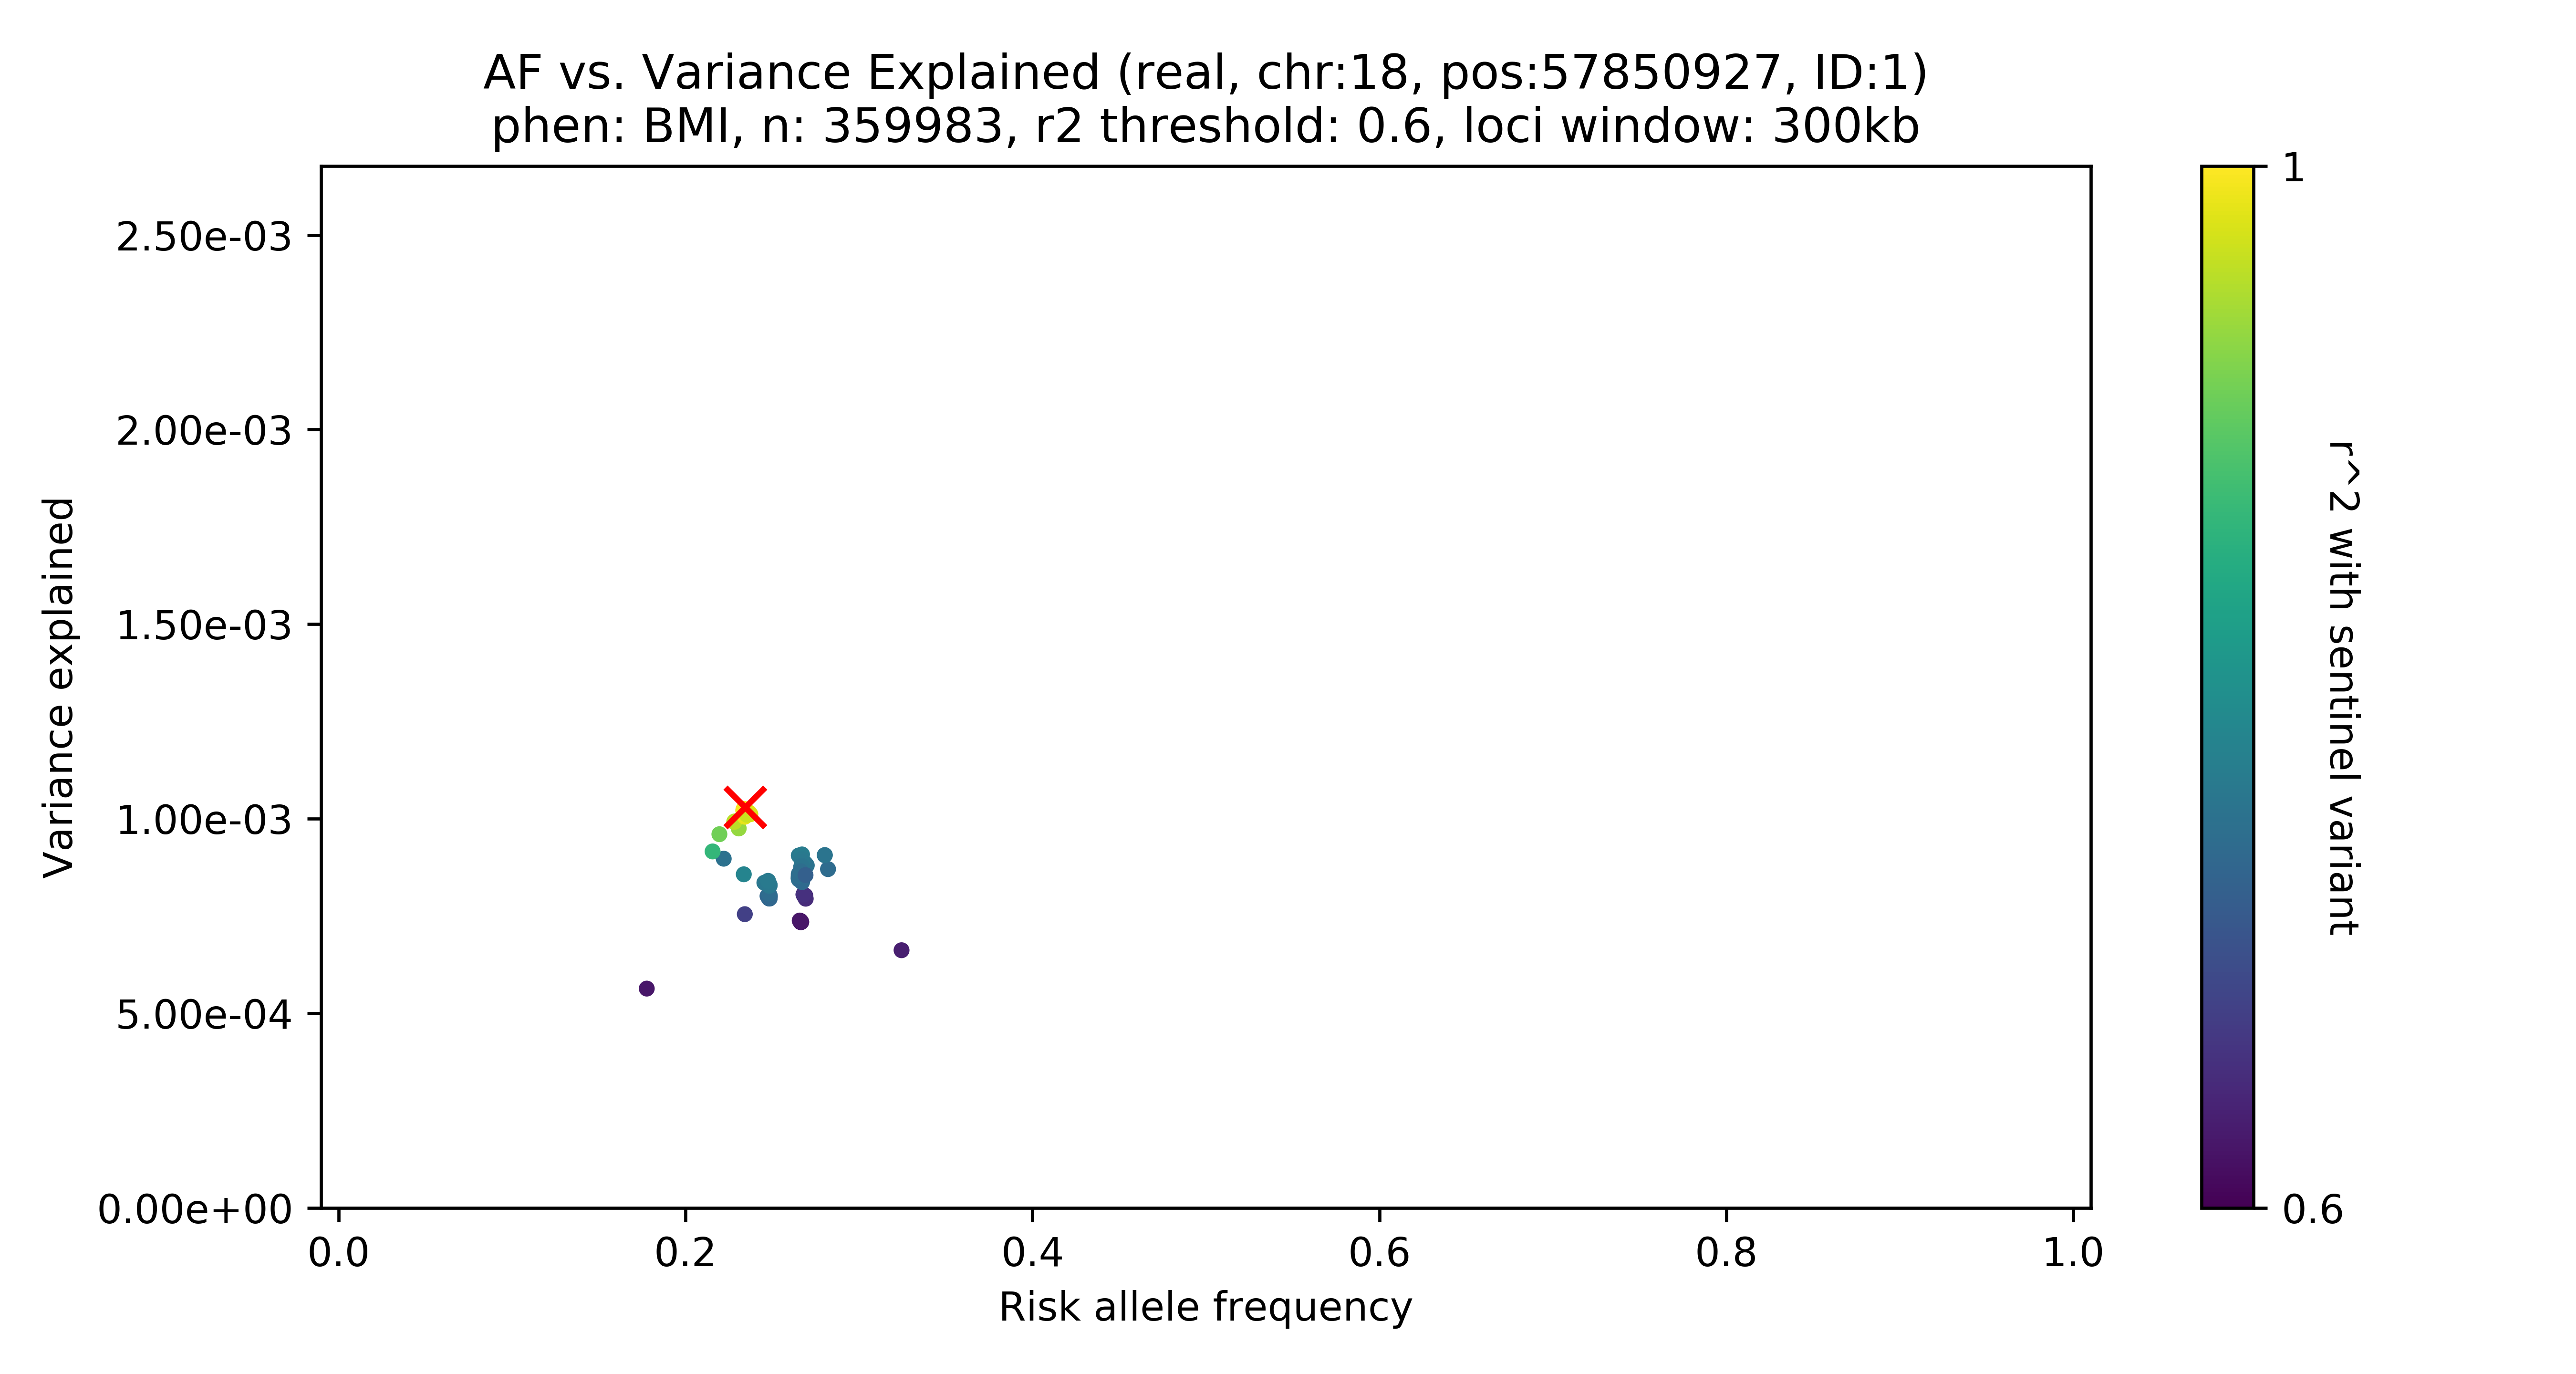 AF vs. Variance Explained (real, chr:18, pos:57850927, ID:1)
phen: BMI, n: 359983, r2 threshold: 0.6, loci window: 300kb
Variance explained
2.50e-03
2.00e-03
1.50e-03
1.00e-03
5.00e-04
0.00e+00
0.0 0.2 0.4 0.6 0.8 1.0
Risk allele frequency
1
0.6
r^2 with sentinel variant